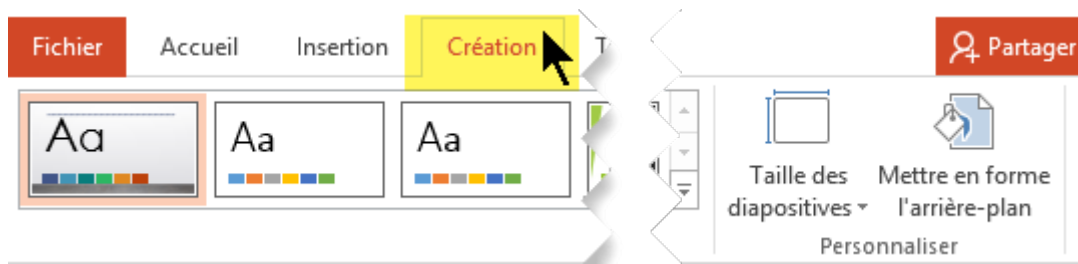 Fichier Accueil Insertion Création T Partager
Aa Aa Aa
Taille des Mettre en forme
diapositives l'arrière-plan
Personnaliser